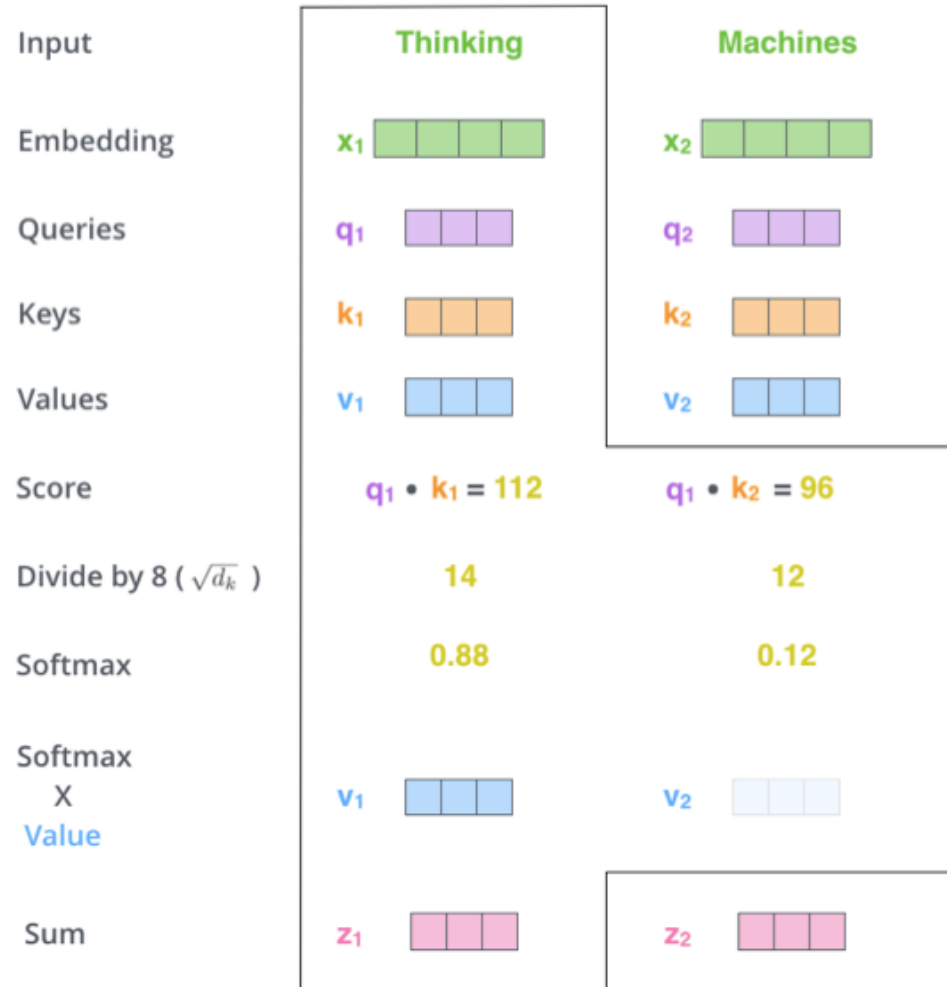 Input Thinking Machines
Embedding x₁ x₂
Queries q₁ q₂
Keys k₁ k₂
Values v₁ v₂
Score q₁ • k₁ = 112 q₁ • k₂ = 96
Divide by 8 ( √dₖ ) 14 12
Softmax 0.88 0.12
Softmax
X v₁ v₂
Value
Sum z₁ z₂